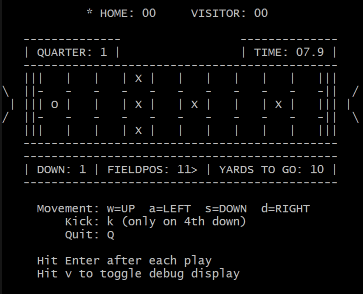 * HOME: 00     VISITOR: 00
QUARTER: 1 | | TIME: 07.9
X
O X X X
X
DOWN: 1 | FIELDPOS: 11> | YARDS TO GO: 10
Movement: w=UP  a=LEFT  s=DOWN  d=RIGHT
Kick: k (only on 4th down)
Quit: Q
Hit Enter after each play
Hit v to toggle debug display